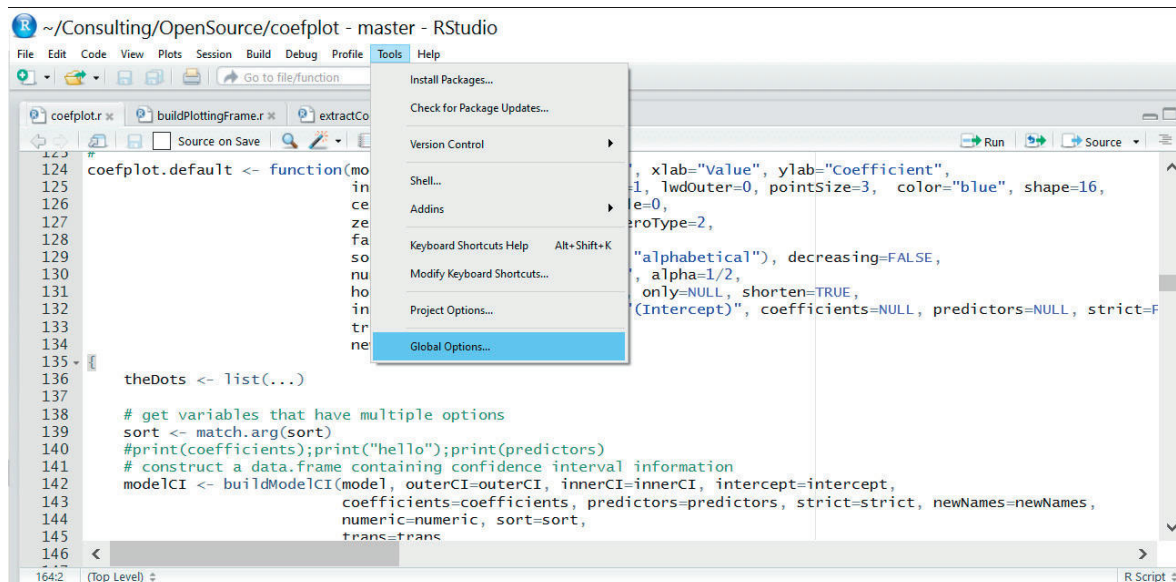 ~/Consulting/OpenSource/coefplot - master - RStudio
File Edit Code View Plots Session Build Debug Profile Tools Help
Go to file/function
Install Packages...
Check for Package Updates...
Version Control
Shell...
Addins
Keyboard Shortcuts Help Alt+Shift+K
Modify Keyboard Shortcuts...
Project Options...
Global Options...
coefplot.r buildPlottingFrame.r extractCo
Source on Save Run Source
123 #
124 coefplot.default <- function(mo ", xlab="Value", ylab="Coefficient",
125 in =1, lwdOuter=0, pointSize=3, color="blue", shape=16,
126 ce le=0,
127 ze eroType=2,
128 fa
129 so "alphabetical"), decreasing=FALSE,
130 nu ", alpha=1/2,
131 ho only=NULL, shorten=TRUE,
132 in "(Intercept)", coefficients=NULL, predictors=NULL, strict=F
133 tr
134 ne
135 {
136 theDots <- list(...)
137
138 # get variables that have multiple options
139 sort <- match.arg(sort)
140 #print(coefficients);print("hello");print(predictors)
141 # construct a data.frame containing confidence interval information
142 modelCI <- buildModelCI(model, outerCI=outerCI, innerCI=innerCI, intercept=intercept,
143 coefficients=coefficients, predictors=predictors, strict=strict, newNames=newNames,
144 numeric=numeric, sort=sort,
145 trans=trans
146
164:2 (Top Level) R Script